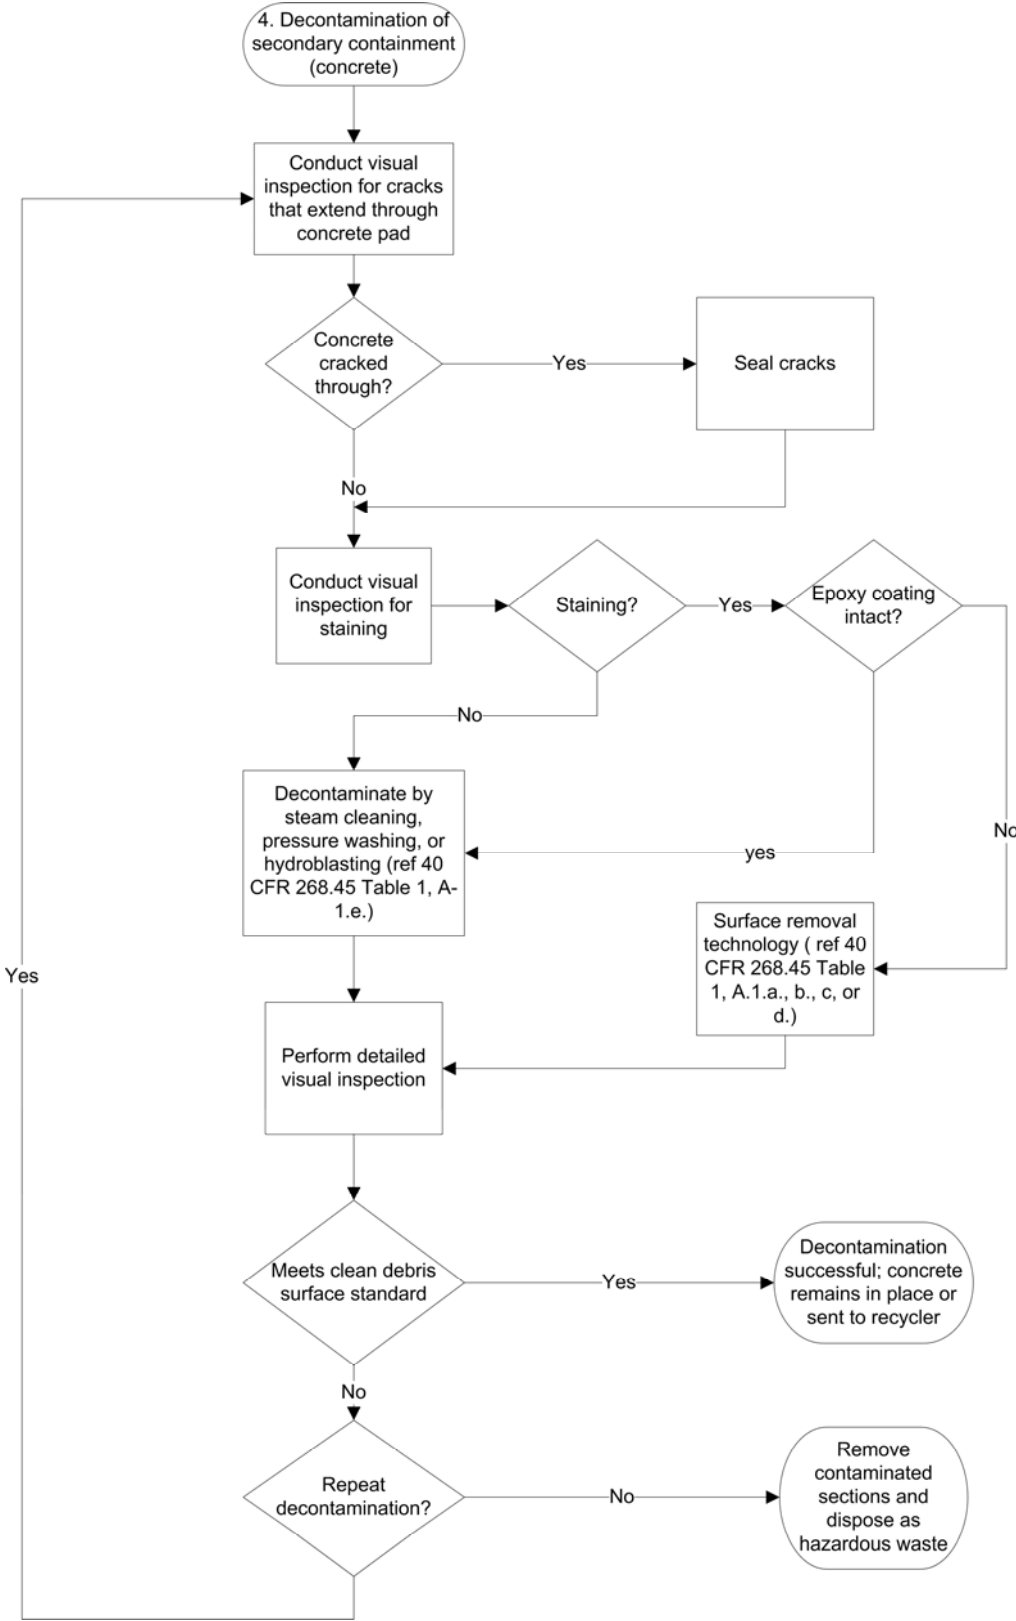 4. Decontamination of
secondary containment
(concrete)
Conduct visual
inspection for cracks
that extend through
concrete pad
Concrete
cracked
through?
Yes
Seal cracks
No
Conduct visual
inspection for
staining
Staining?
Yes
Epoxy coating
intact?
No
Decontaminate by
steam cleaning,
pressure washing, or
hydroblasting (ref 40
CFR 268.45 Table 1, A-
1.e.)
yes
No
Surface removal
technology ( ref 40
CFR 268.45 Table
1, A.1.a., b., c, or
d.)
Yes
Perform detailed
visual inspection
Meets clean debris
surface standard
Yes
Decontamination
successful; concrete
remains in place or
sent to recycler
No
Repeat
decontamination?
No
Remove
contaminated
sections and
dispose as
hazardous waste